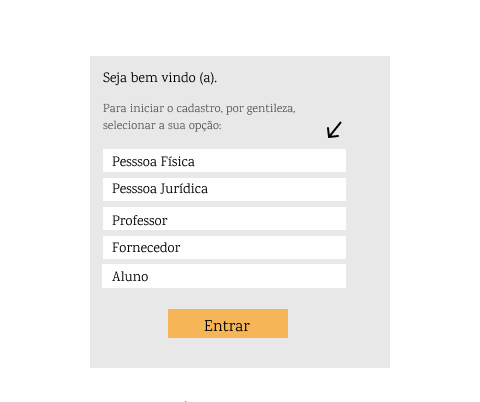 Seja bem vindo (a).
Para iniciar o cadastro, por gentileza,
selecionar a sua opção:
Pesssoa Física
Pesssoa Jurídica
Professor
Fornecedor
Aluno
Entrar